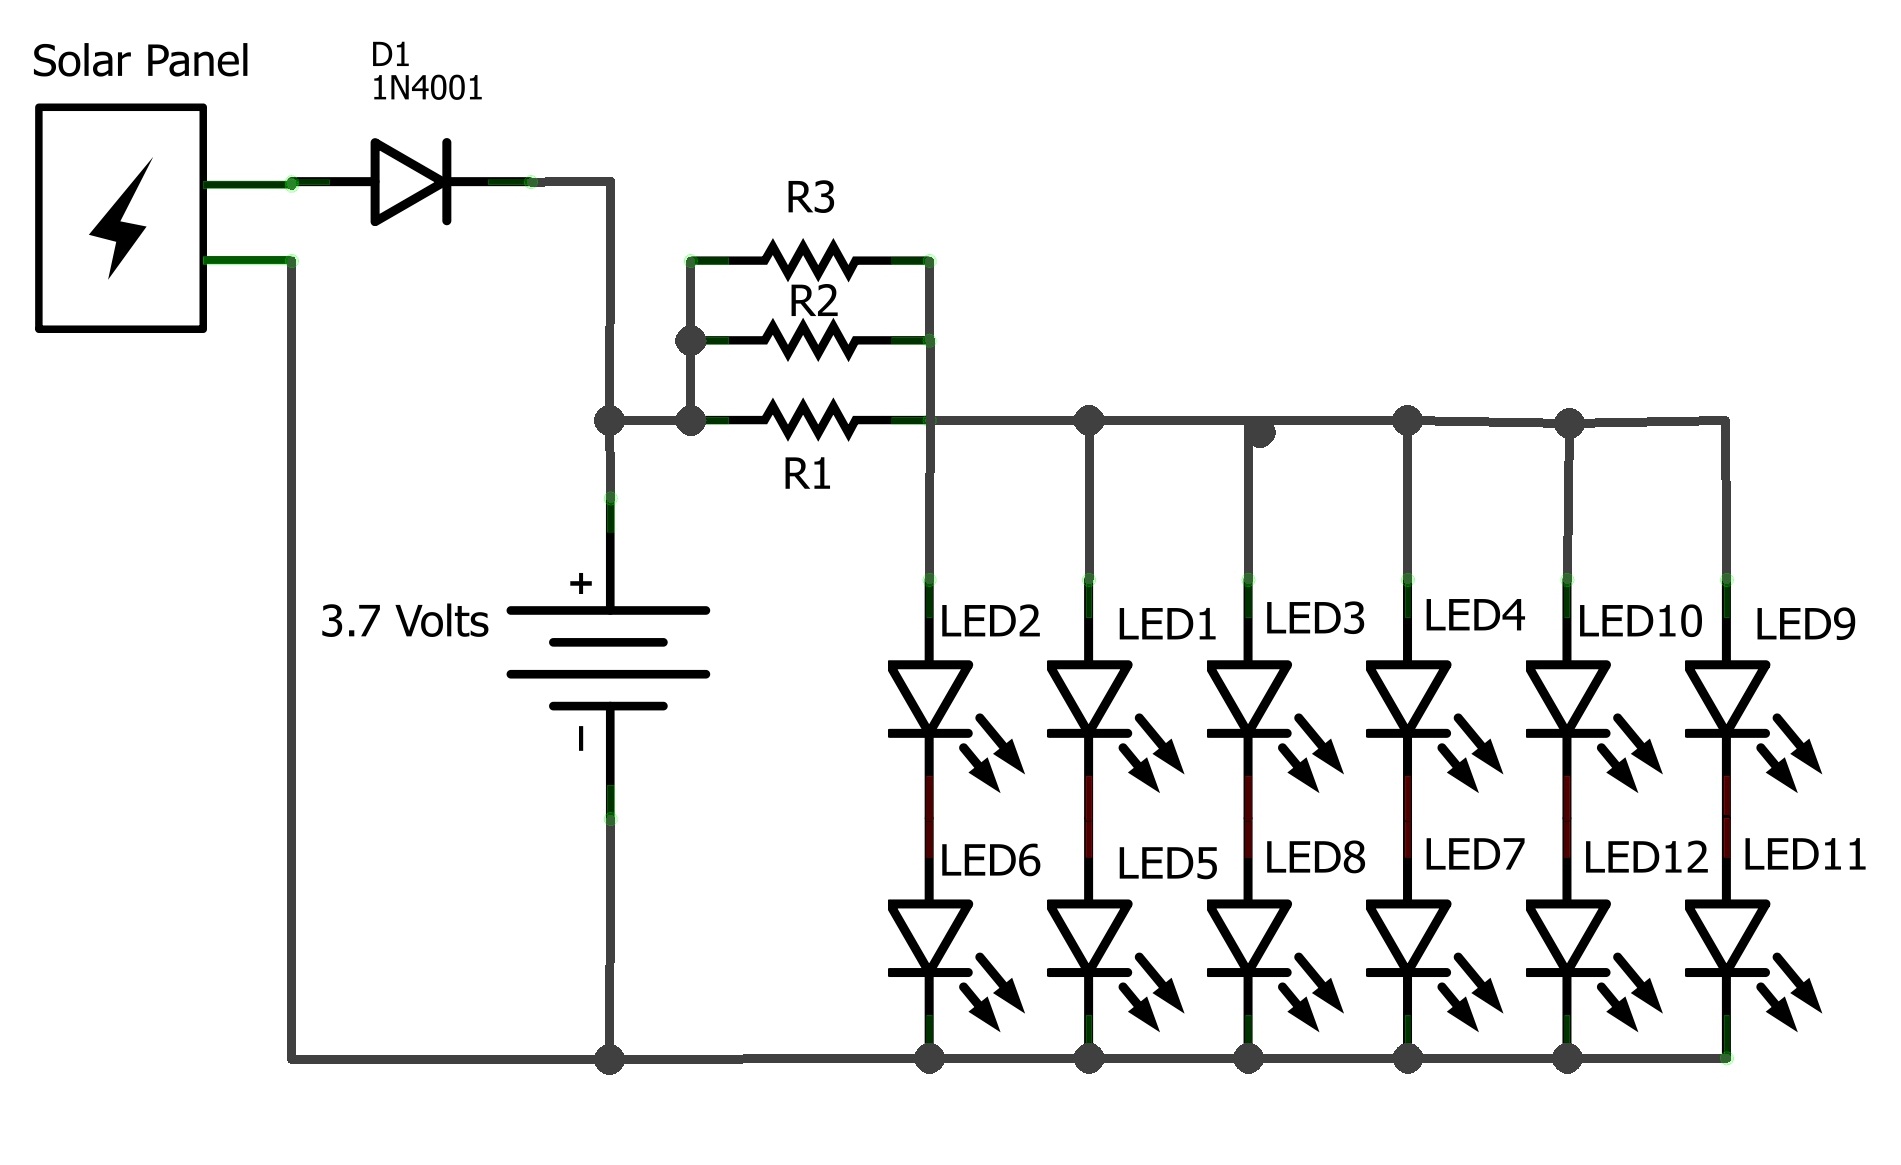 Solar Panel
D1
1N4001
R3
R2
R1
+
3.7 Volts
–
LED2
LED1
LED3
LED4
LED10
LED9
LED6
LED5
LED8
LED7
LED12
LED11